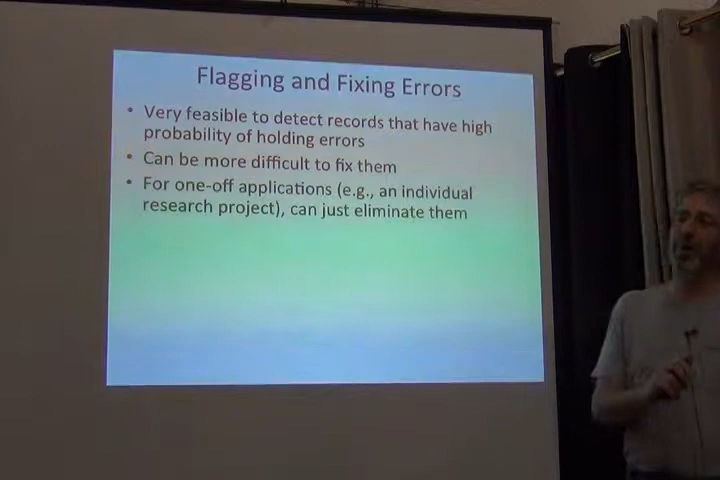 Flagging and Fixing Errors
• Very feasible to detect records that have high
probability of holding errors
• Can be more difficult to fix them
• For one-off applications (e.g., an individual
research project), can just eliminate them